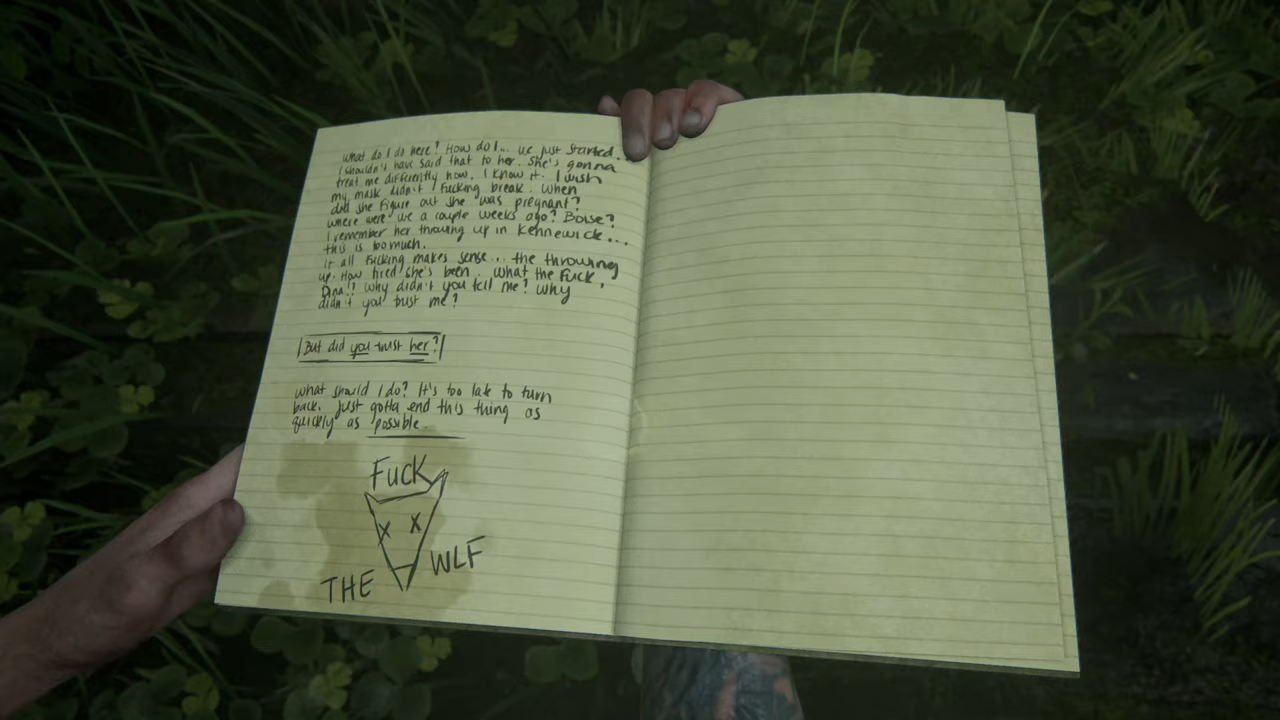 What do I do here? How do I... we just started.
I shouldn't have said that to her. She's gonna
treat me differently now. I know it. I wish
my mask didn't fucking break. When
did she figure out she was pregnant?
Where were we a couple weeks ago? Boise?
I remember her throwing up in Kennewick...
this is too much.
It all fucking makes sense... the throwing
up. How tired she's been. What the Fuck,
Dina!? Why didn't you tell me? Why
didn't you trust me?
But did you trust her?
What should I do? It's too late to turn
back. Just gotta end this thing as
quickly as possible.
Fuck
THE WLF